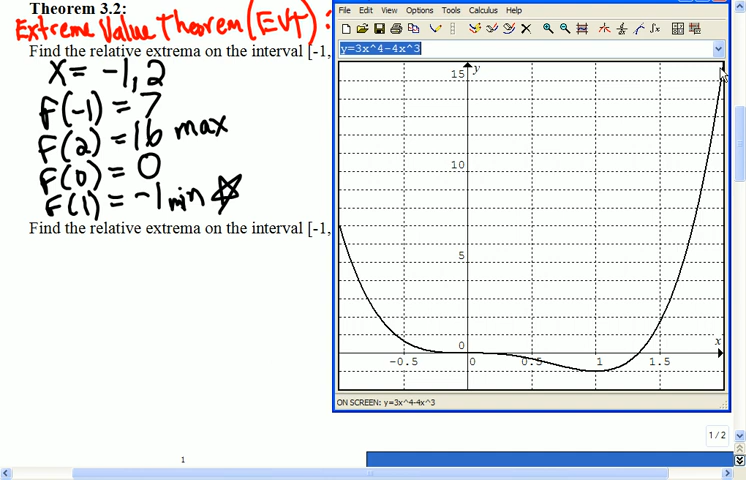 Theorem 3.2:
Extreme Value Theorem (EVT):
Find the relative extrema on the interval [-1,
X = -1, 2
F(-1) = 7
F(2) = 16 max
F(0) = 0
F(1) = -1 min
Find the relative extrema on the interval [-1,
File Edit View Options Tools Calculus Help
y=3x^4-4x^3
15 y
10
5
0 x
-0.5 0 0.5 1 1.5
ON SCREEN: y=3x^4-4x^3
1 / 2
1